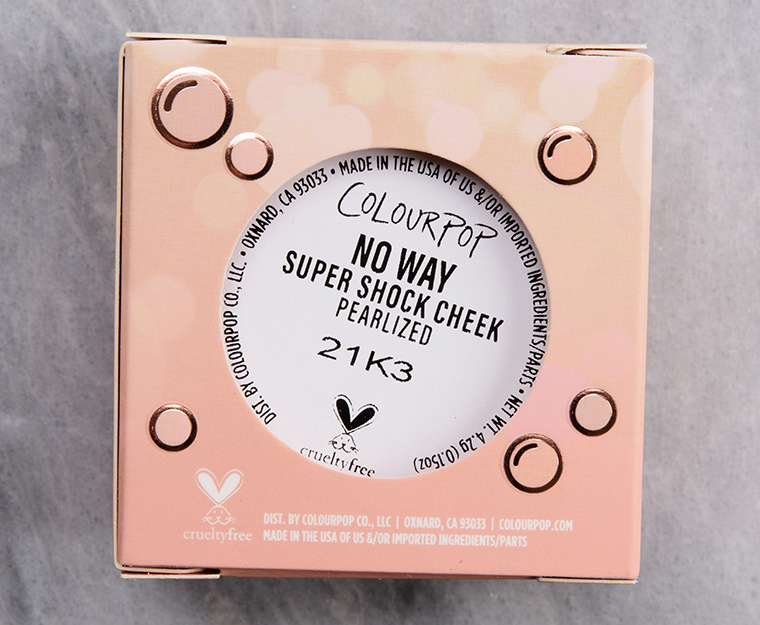 DIST. BY COLOURPOP CO., LLC. • OXNARD, CA 93033 • MADE IN THE USA OF US &/OR IMPORTED INGREDIENTS/PARTS • NET WT. 4.2g (0.15oz)
COLOURPOP
NO WAY
SUPER SHOCK CHEEK
PEARLIZED
21K3
crueltyfree
crueltyfree
DIST. BY COLOURPOP CO., LLC | OXNARD, CA 93033 | COLOURPOP.COM
MADE IN THE USA OF US &/OR IMPORTED INGREDIENTS/PARTS